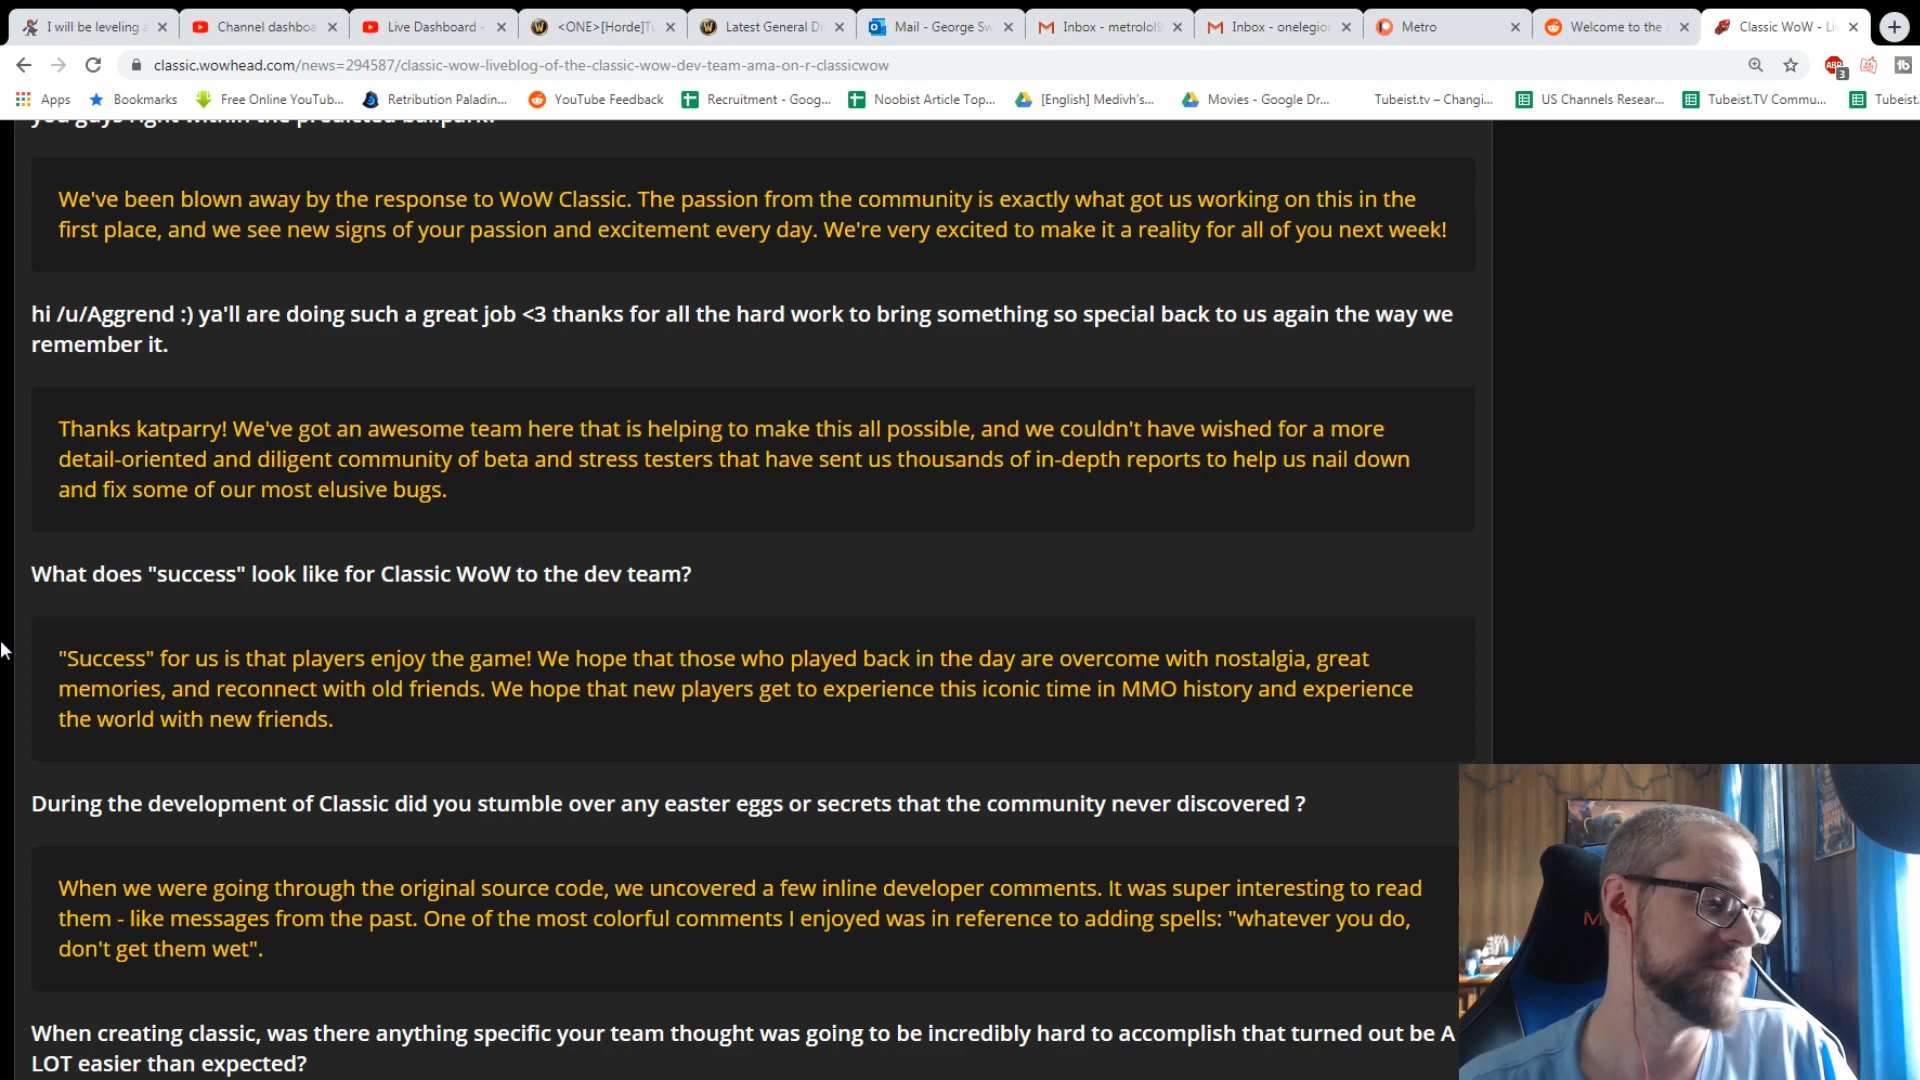 I will be leveling a
Channel dashboa
Live Dashboard -
<ONE>[Horde]Tu
Latest General Di
Mail - George Sw
Inbox - metrolol9
Inbox - onelegion
Metro
Welcome to the A
Classic WoW - Li
classic.wowhead.com/news=294587/classic-wow-liveblog-of-the-classic-wow-dev-team-ama-on-r-classicwow
ABP
3
Apps
Bookmarks
Free Online YouTub...
Retribution Paladin...
YouTube Feedback
Recruitment - Goog...
Noobist Article Top...
[English] Medivh's...
Movies - Google Dr...
Tubeist.tv – Changi...
US Channels Resear...
Tubeist.TV Commu...
Tubeist.
you guys right within the predicted ballpark?
We've been blown away by the response to WoW Classic. The passion from the community is exactly what got us working on this in the
first place, and we see new signs of your passion and excitement every day. We're very excited to make it a reality for all of you next week!
hi /u/Aggrend :) ya'll are doing such a great job <3 thanks for all the hard work to bring something so special back to us again the way we
remember it.
Thanks katparry! We've got an awesome team here that is helping to make this all possible, and we couldn't have wished for a more
detail-oriented and diligent community of beta and stress testers that have sent us thousands of in-depth reports to help us nail down
and fix some of our most elusive bugs.
What does "success" look like for Classic WoW to the dev team?
"Success" for us is that players enjoy the game! We hope that those who played back in the day are overcome with nostalgia, great
memories, and reconnect with old friends. We hope that new players get to experience this iconic time in MMO history and experience
the world with new friends.
During the development of Classic did you stumble over any easter eggs or secrets that the community never discovered ?
When we were going through the original source code, we uncovered a few inline developer comments. It was super interesting to read
them - like messages from the past. One of the most colorful comments I enjoyed was in reference to adding spells: "whatever you do,
don't get them wet".
When creating classic, was there anything specific your team thought was going to be incredibly hard to accomplish that turned out be A
LOT easier than expected?